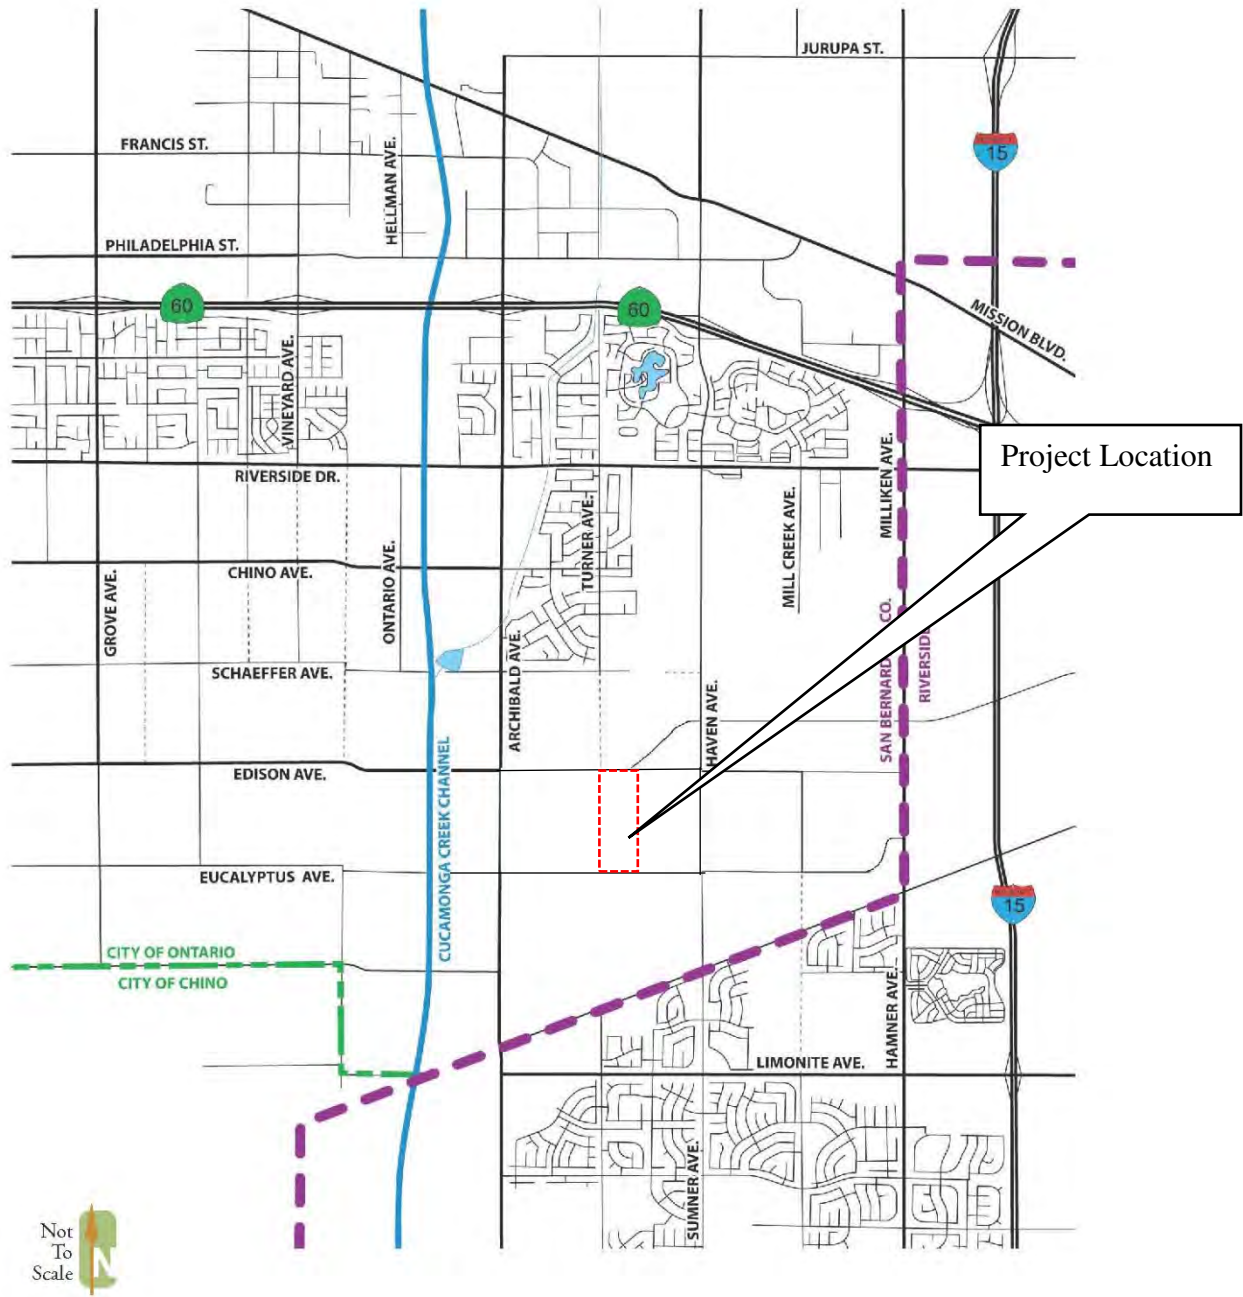 JURUPA ST.
15
FRANCIS ST.
HELLMAN AVE.
PHILADELPHIA ST.
60
60
MISSION BLVD.
VINEYARD AVE.
Project Location
RIVERSIDE DR.
MILLIKEN AVE.
TURNER AVE.
MILL CREEK AVE.
CHINO AVE.
ONTARIO AVE.
GROVE AVE.
SAN BERNARD
CO.
RIVERSIDE
SCHAEFFER AVE.
ARCHIBALD AVE.
HAVEN AVE.
EDISON AVE.
CUCAMONGA CREEK CHANNEL
EUCALYPTUS AVE.
15
CITY OF ONTARIO
CITY OF CHINO
HAMNER AVE.
LIMONITE AVE.
SUMNER AVE.
Not
To
Scale
N